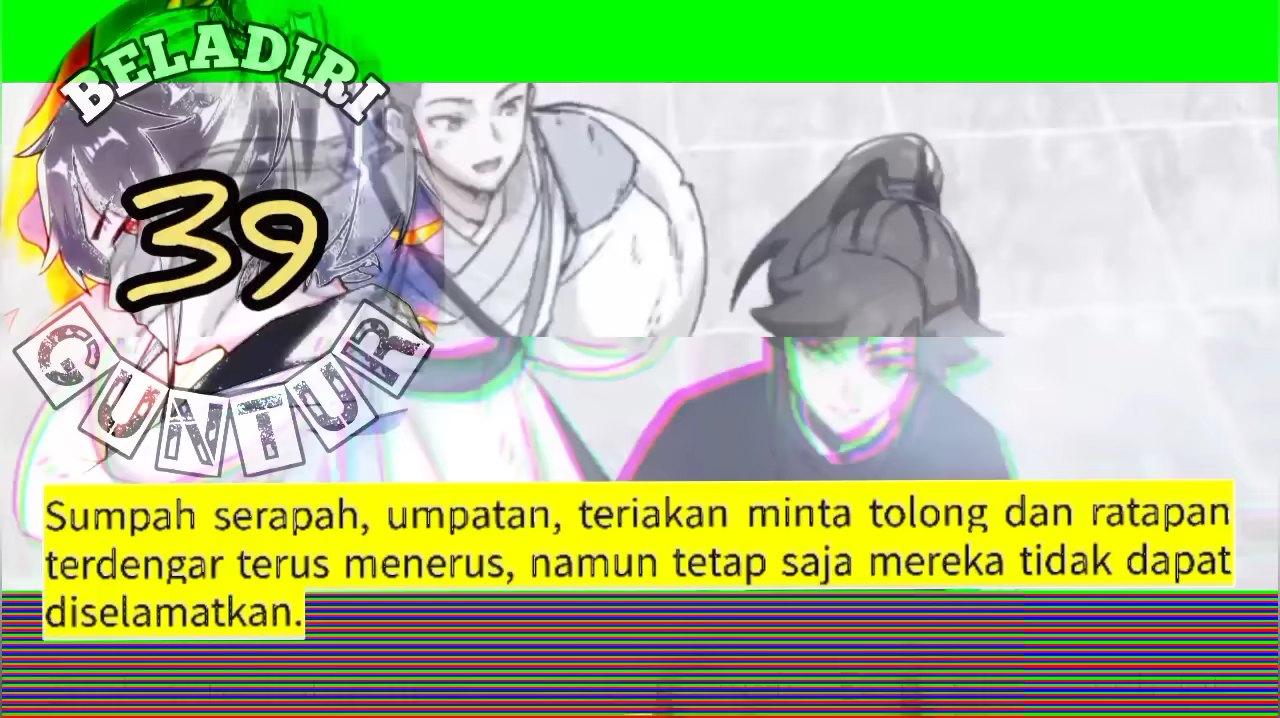 BELADIRI
39
GUNTUR
Sumpah serapah, umpatan, teriakan minta tolong dan ratapan
terdengar terus menerus, namun tetap saja mereka tidak dapat
diselamatkan.